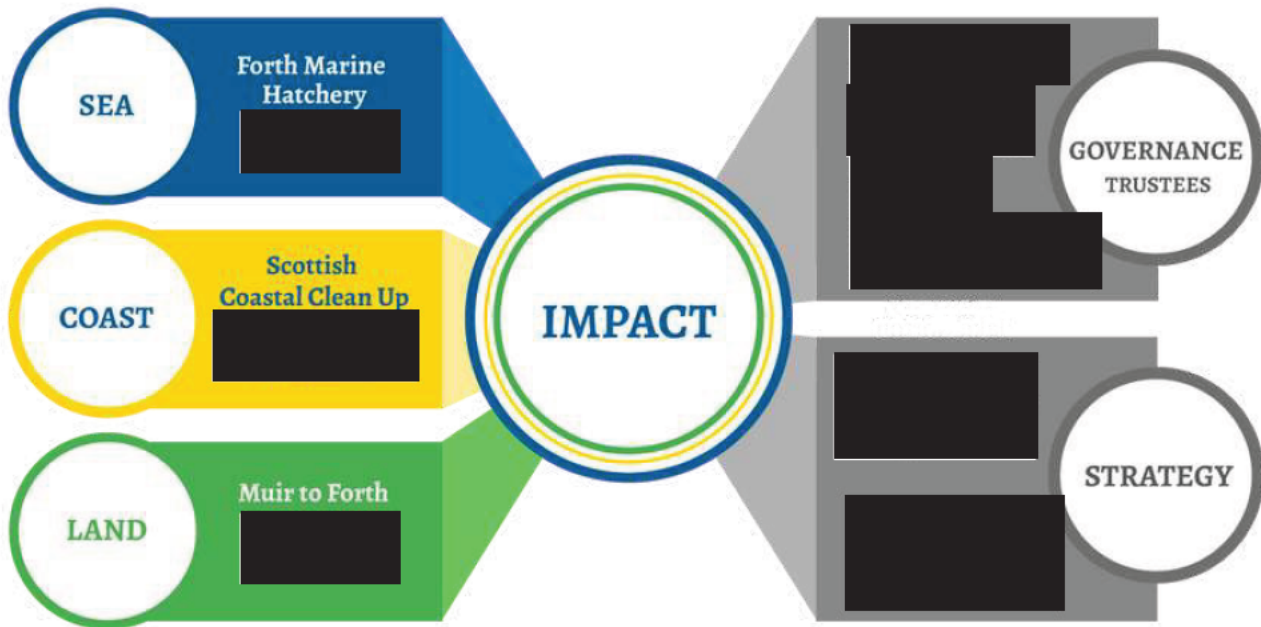 SEA
Forth Marine
Hatchery
COAST
Scottish
Coastal Clean Up
LAND
Muir to Forth
IMPACT
GOVERNANCE
TRUSTEES
STRATEGY